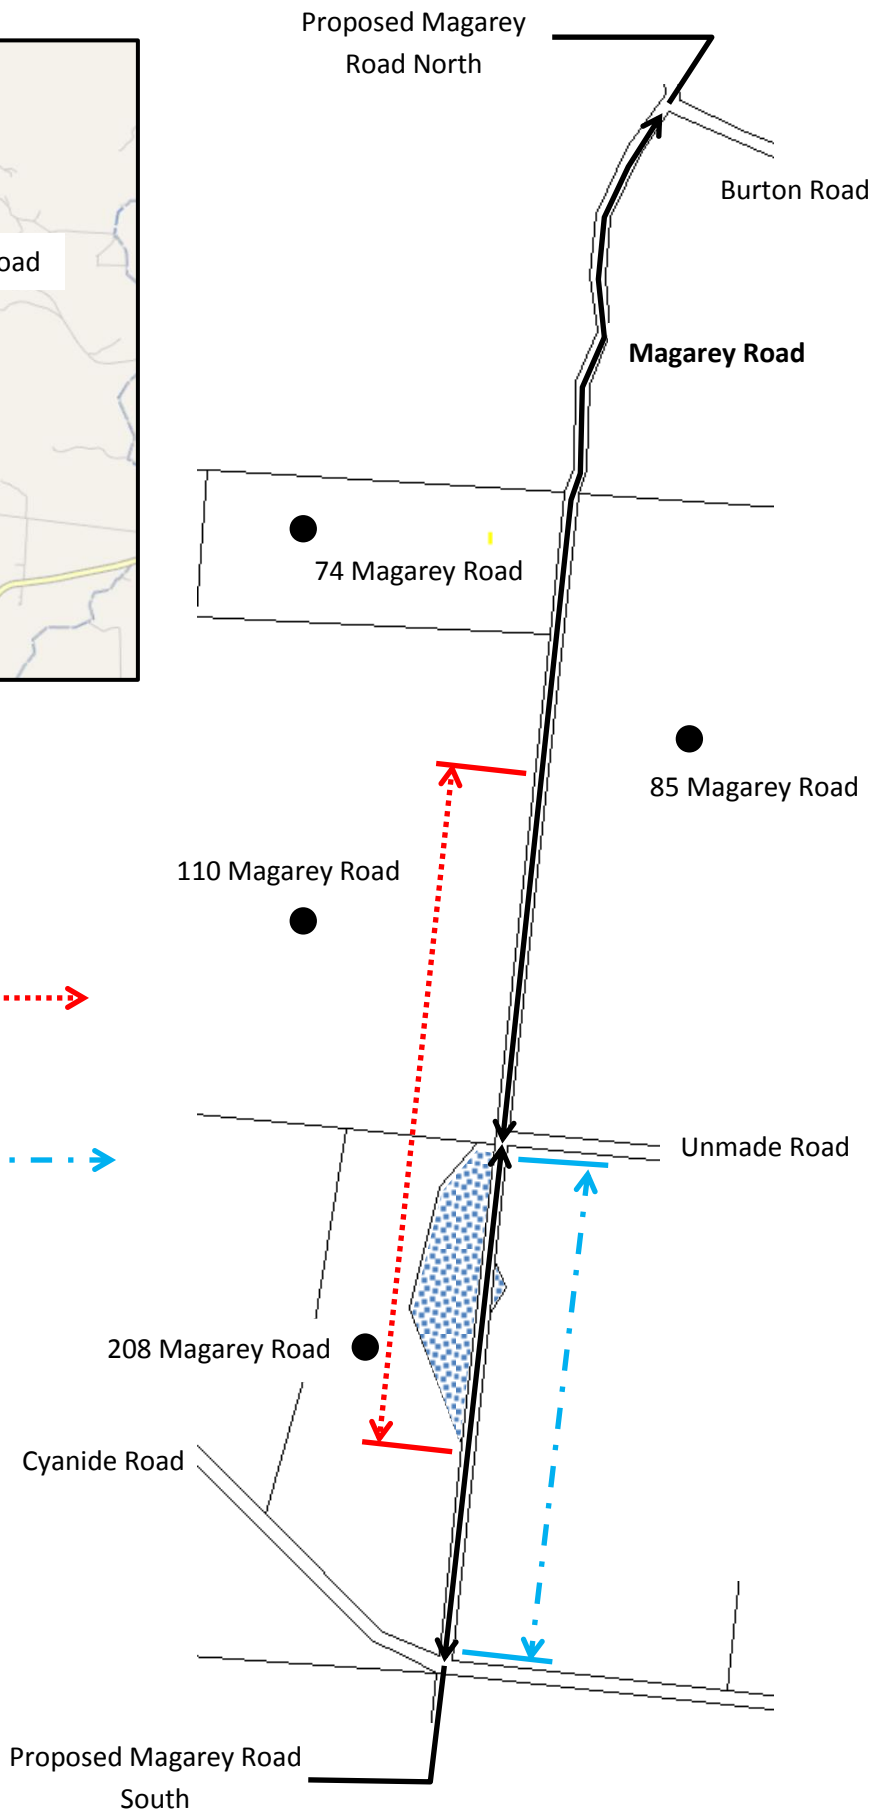 Proposed Magarey
Road North
Burton Road
oad
Magarey Road
74 Magarey Road
85 Magarey Road
110 Magarey Road
Unmade Road
208 Magarey Road
Cyanide Road
Proposed Magarey Road
South